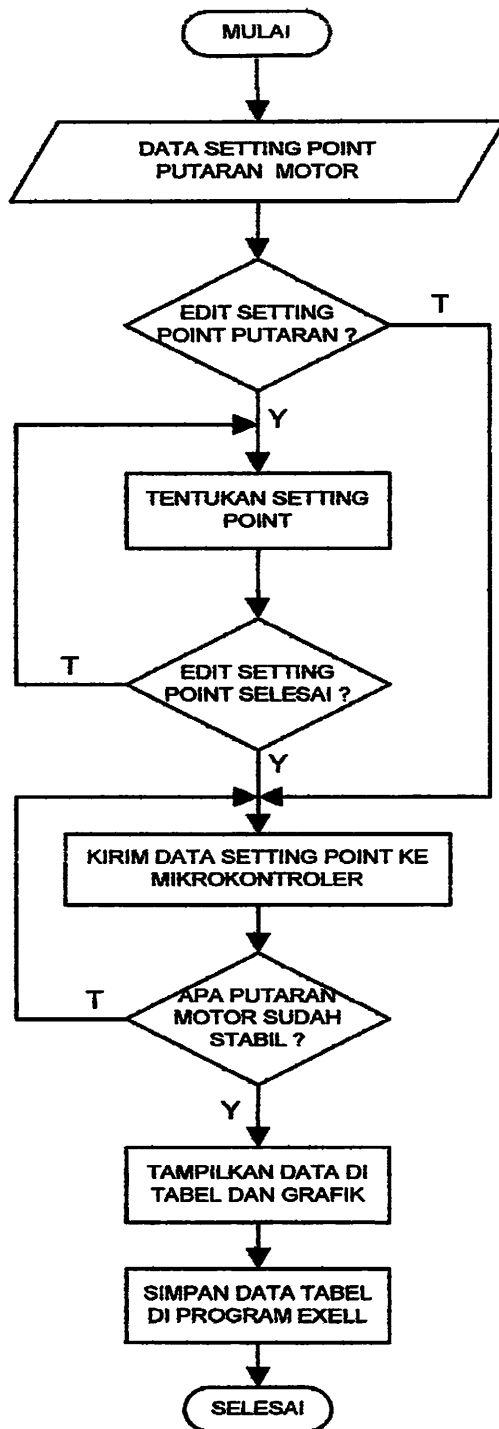 MULAI
DATA SETTING POINT
PUTARAN MOTOR
EDIT SETTING
POINT PUTARAN ?
T
Y
TENTUKAN SETTING
POINT
EDIT SETTING
POINT SELESAI ?
T
Y
KIRIM DATA SETTING POINT KE
MIKROKONTROLER
APA PUTARAN
MOTOR SUDAH
STABIL ?
T
Y
TAMPILKAN DATA DI
TABEL DAN GRAFIK
SIMPAN DATA TABEL
DI PROGRAM EXELL
SELESAI